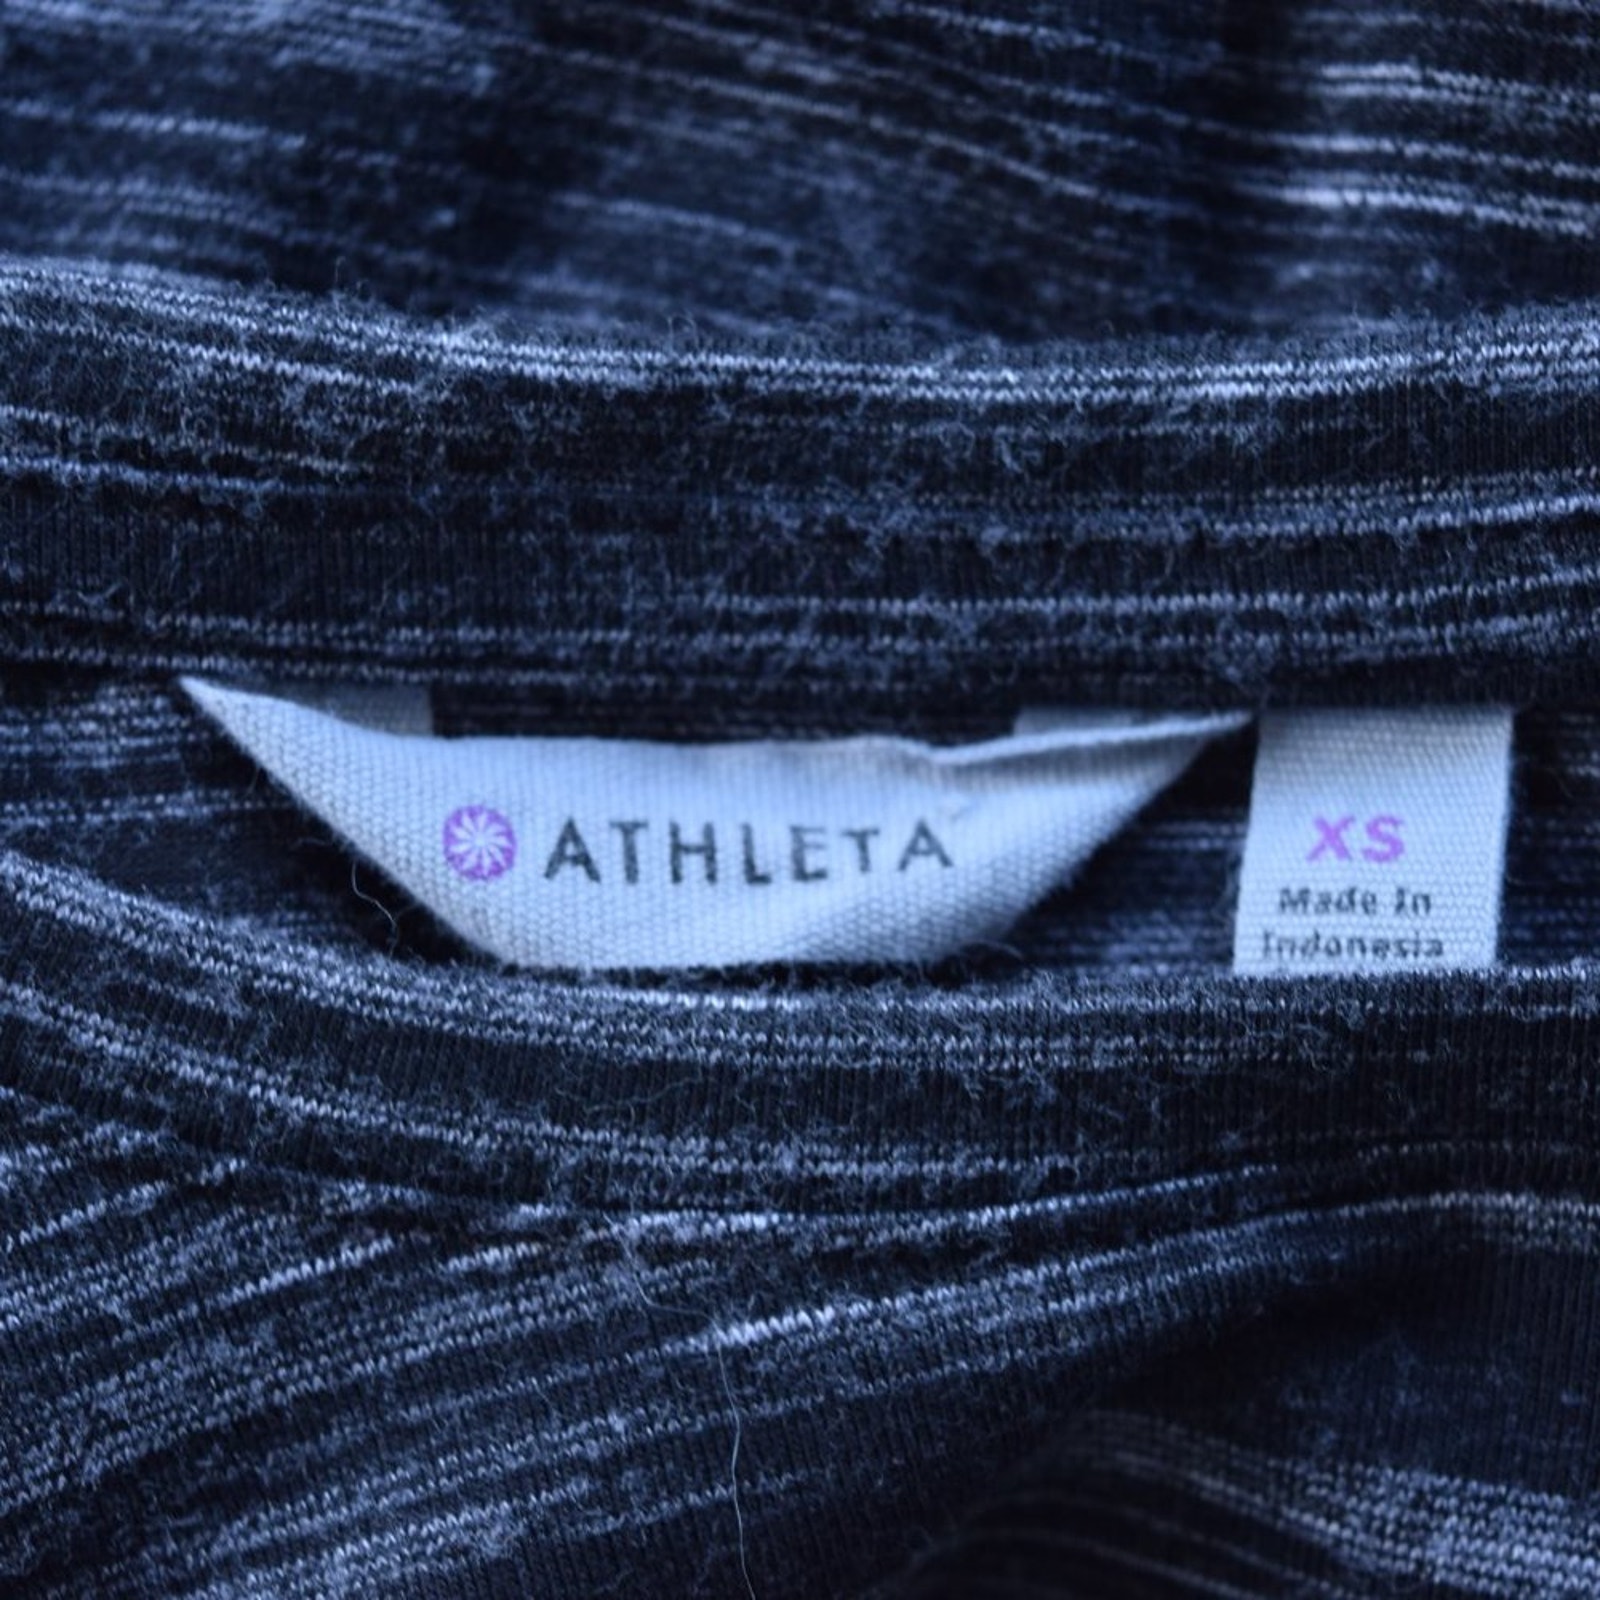 ATHLETA
XS
Made In
Indonesia